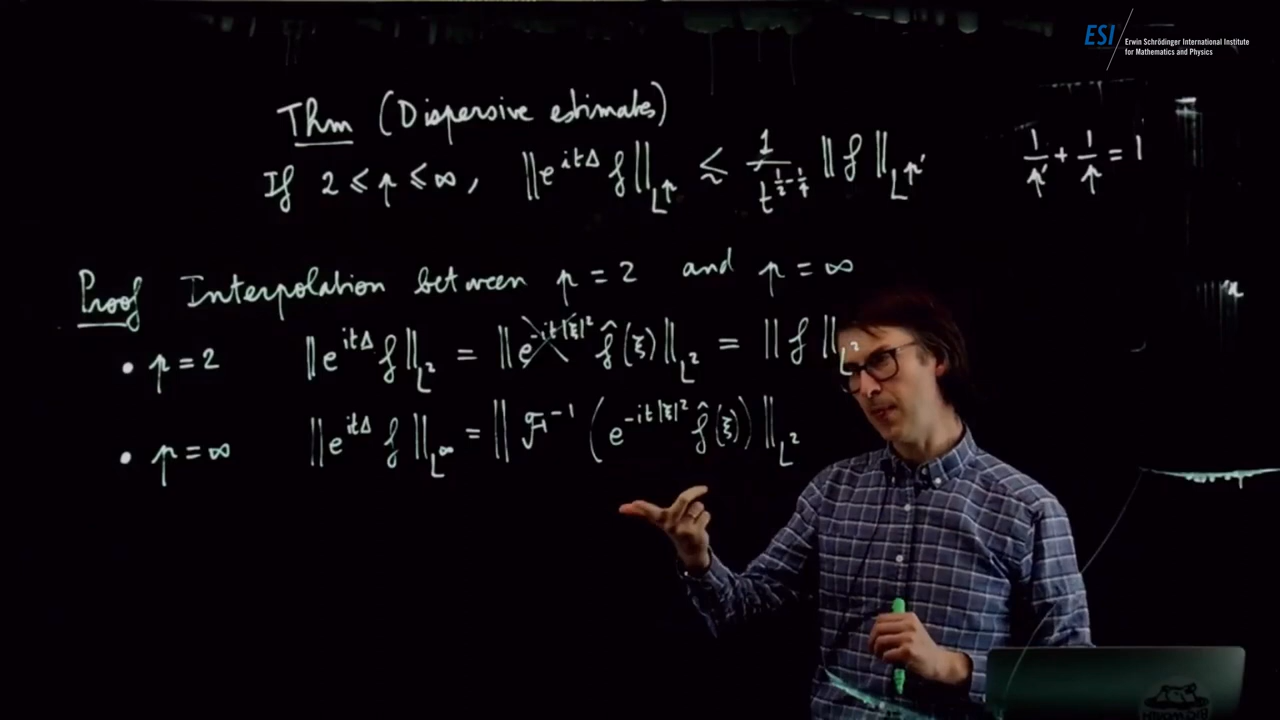 ESI Erwin Schrödinger International Institute
for Mathematics and Physics
Thm (Dispersive estimates)
If 2 ⩽ p ⩽ ∞, ‖e^{itΔ} f‖_{L^p} ≲ 1/t^{1/2 - 1/p} ‖f‖_{L^{p'}} 1/p' + 1/p = 1
Proof Interpolation between p = 2 and p = ∞
• p = 2 ‖e^{itΔ} f‖_{L^2} = ‖e^{-it|ξ|^2} f̂(ξ)‖_{L^2} = ‖f‖_{L^2}
• p = ∞ ‖e^{itΔ} f‖_{L^∞} = ‖ℱ^{-1} (e^{-it|ξ|^2} f̂(ξ))‖_{L^2}